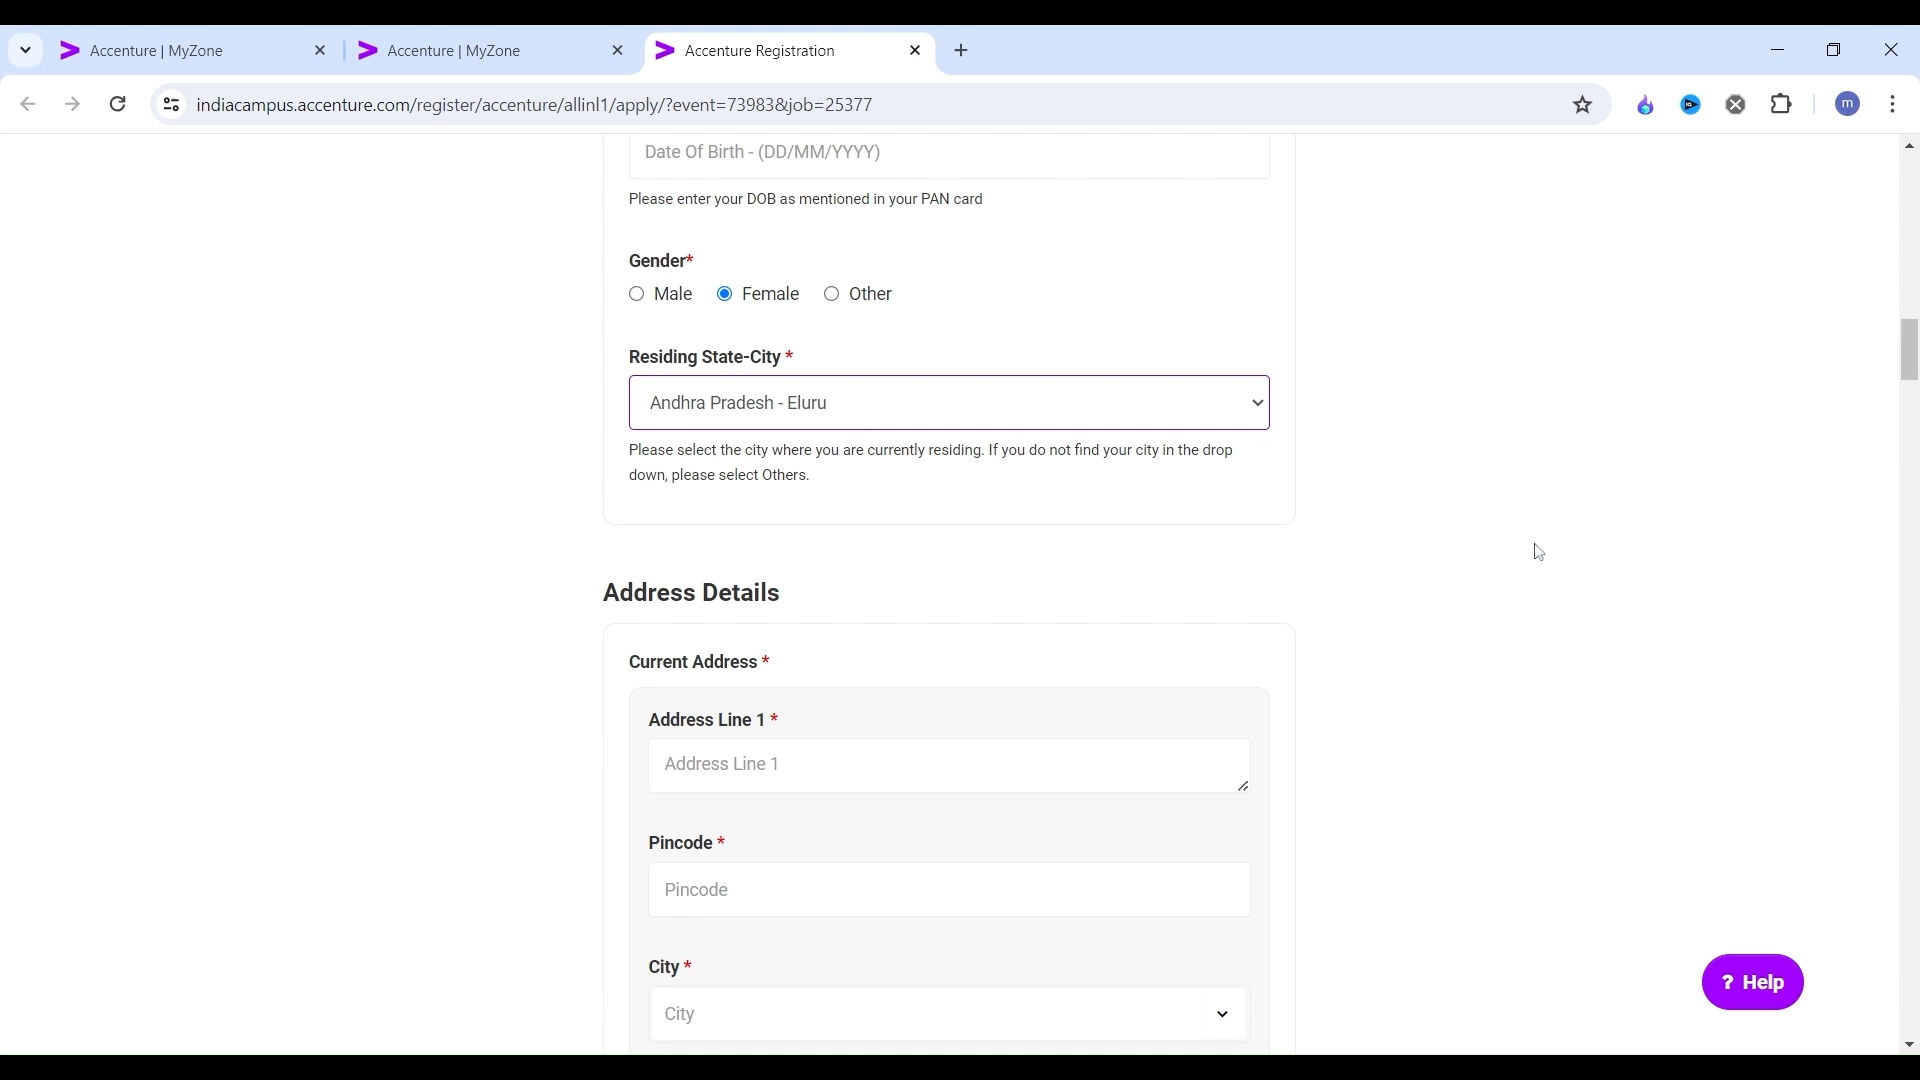 Accenture | MyZone
Accenture | MyZone
Accenture Registration
indiacampus.accenture.com/register/accenture/allinl1/apply/?event=73983&job=25377
m
Date Of Birth - (DD/MM/YYYY)
Please enter your DOB as mentioned in your PAN card
Gender*
Male Female Other
Residing State-City *
Andhra Pradesh - Eluru
Please select the city where you are currently residing. If you do not find your city in the drop
down, please select Others.
Address Details
Current Address *
Address Line 1 *
Address Line 1
Pincode *
Pincode
City *
City
? Help